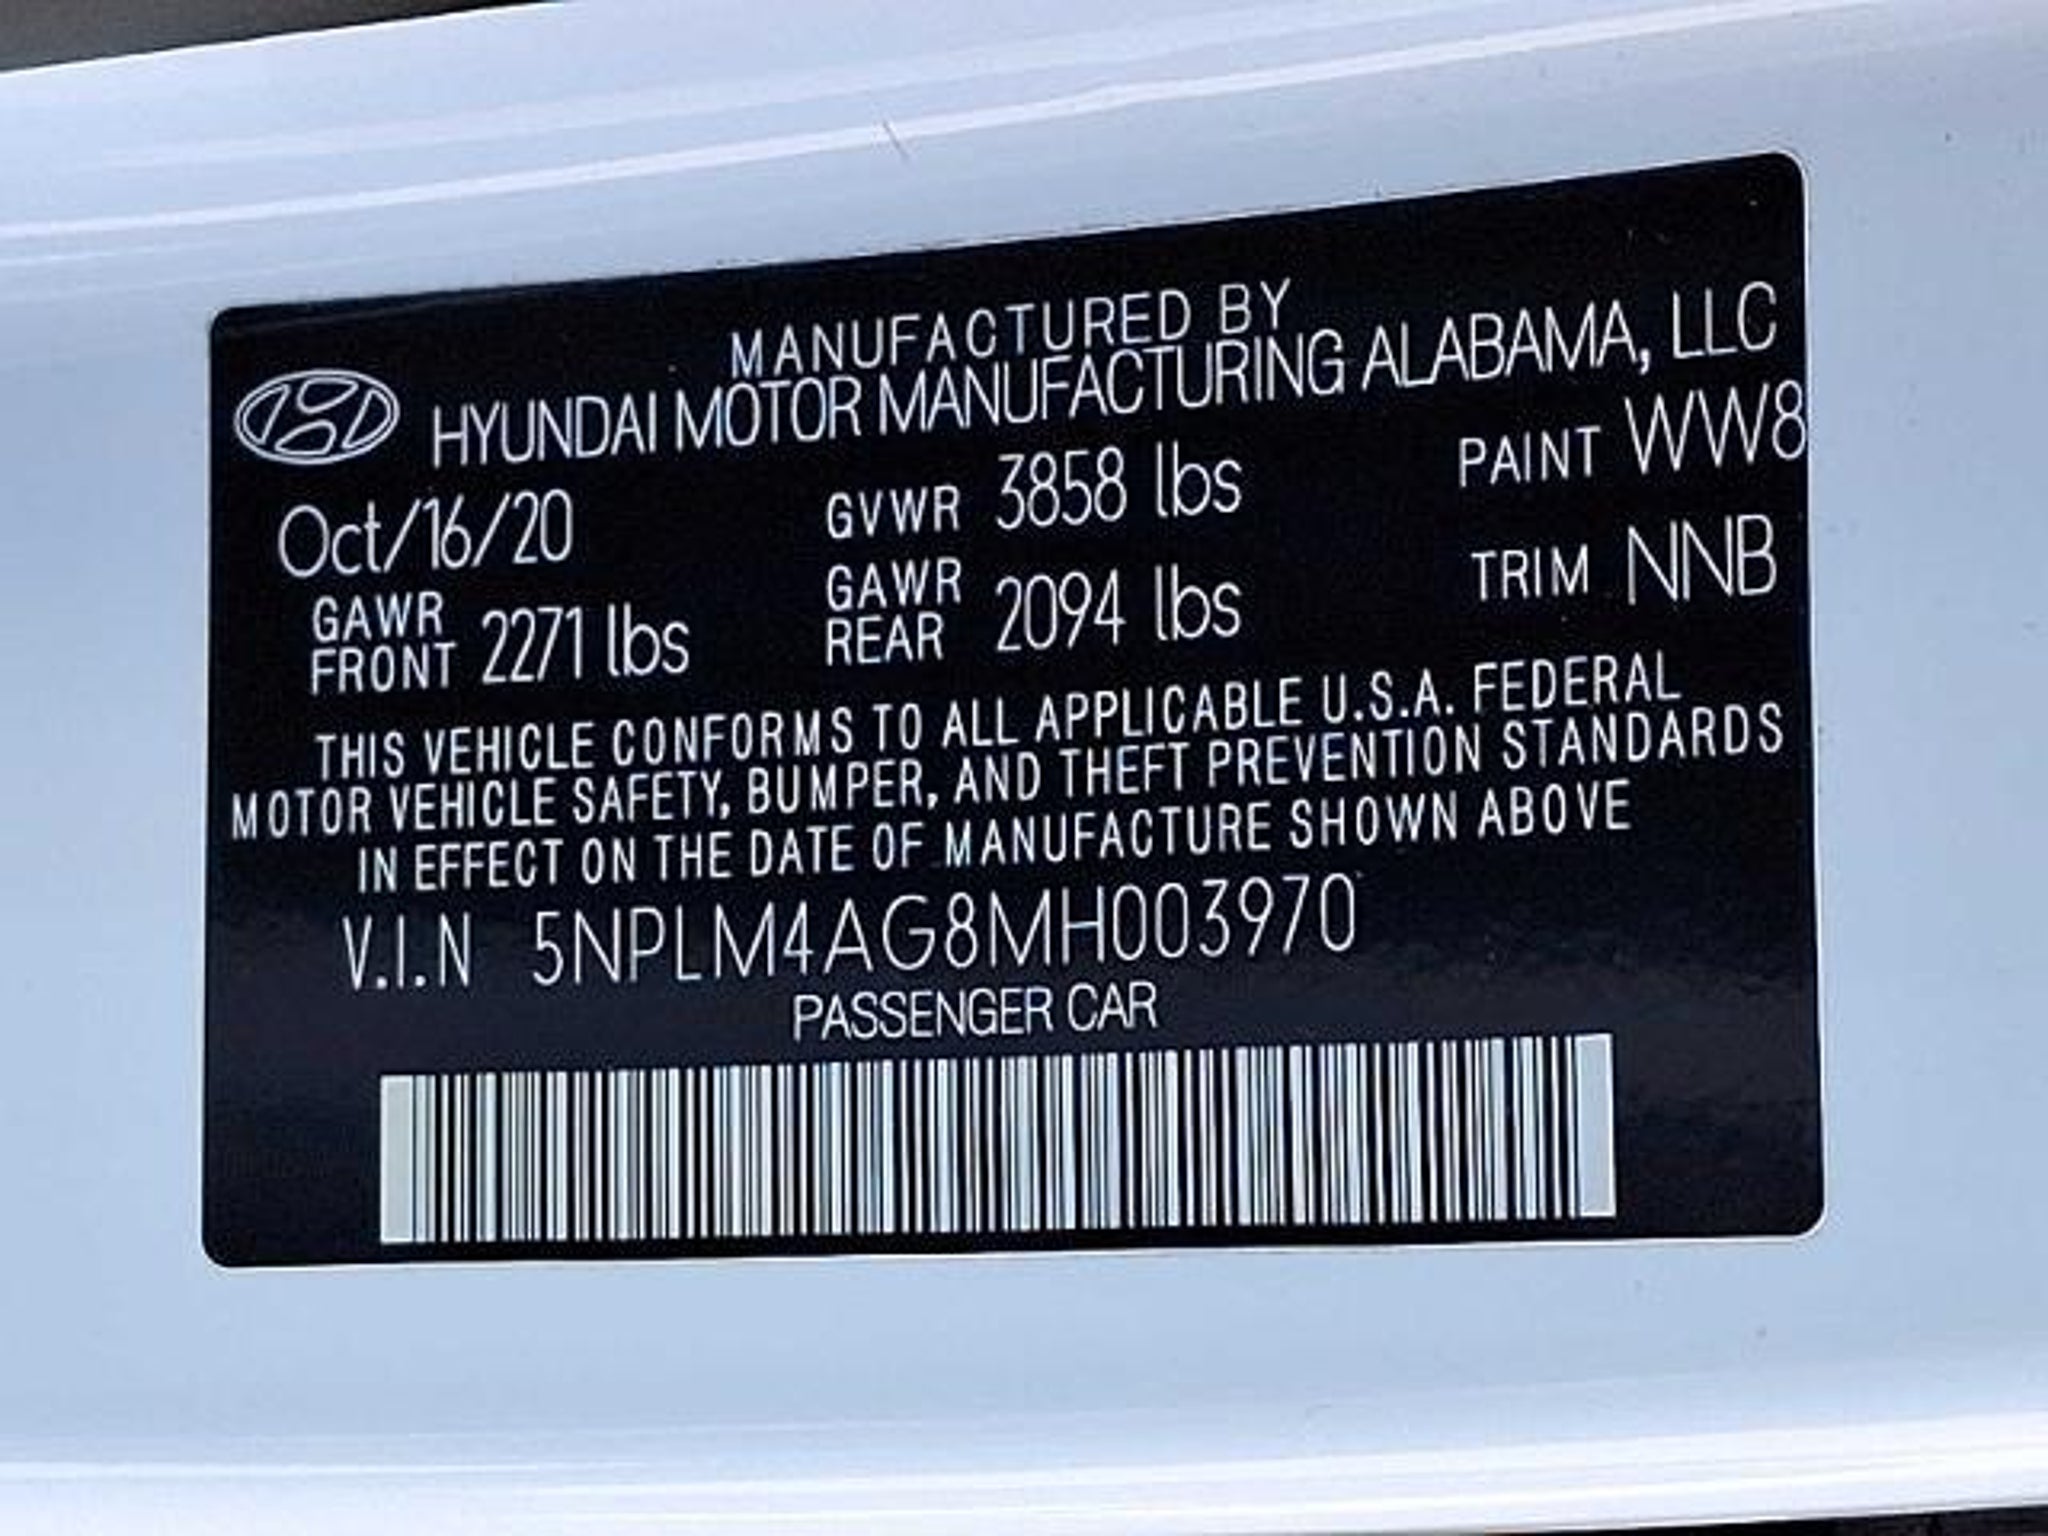 MANUFACTURED BY
HYUNDAI MOTOR MANUFACTURING ALABAMA, LLC
Oct/16/20 GVWR 3858 lbs PAINT WW8
GAWR FRONT 2271 lbs GAWR REAR 2094 lbs TRIM NNB
THIS VEHICLE CONFORMS TO ALL APPLICABLE U.S.A. FEDERAL
MOTOR VEHICLE SAFETY, BUMPER, AND THEFT PREVENTION STANDARDS
IN EFFECT ON THE DATE OF MANUFACTURE SHOWN ABOVE
V.I.N 5NPLM4AG8MH003970
PASSENGER CAR